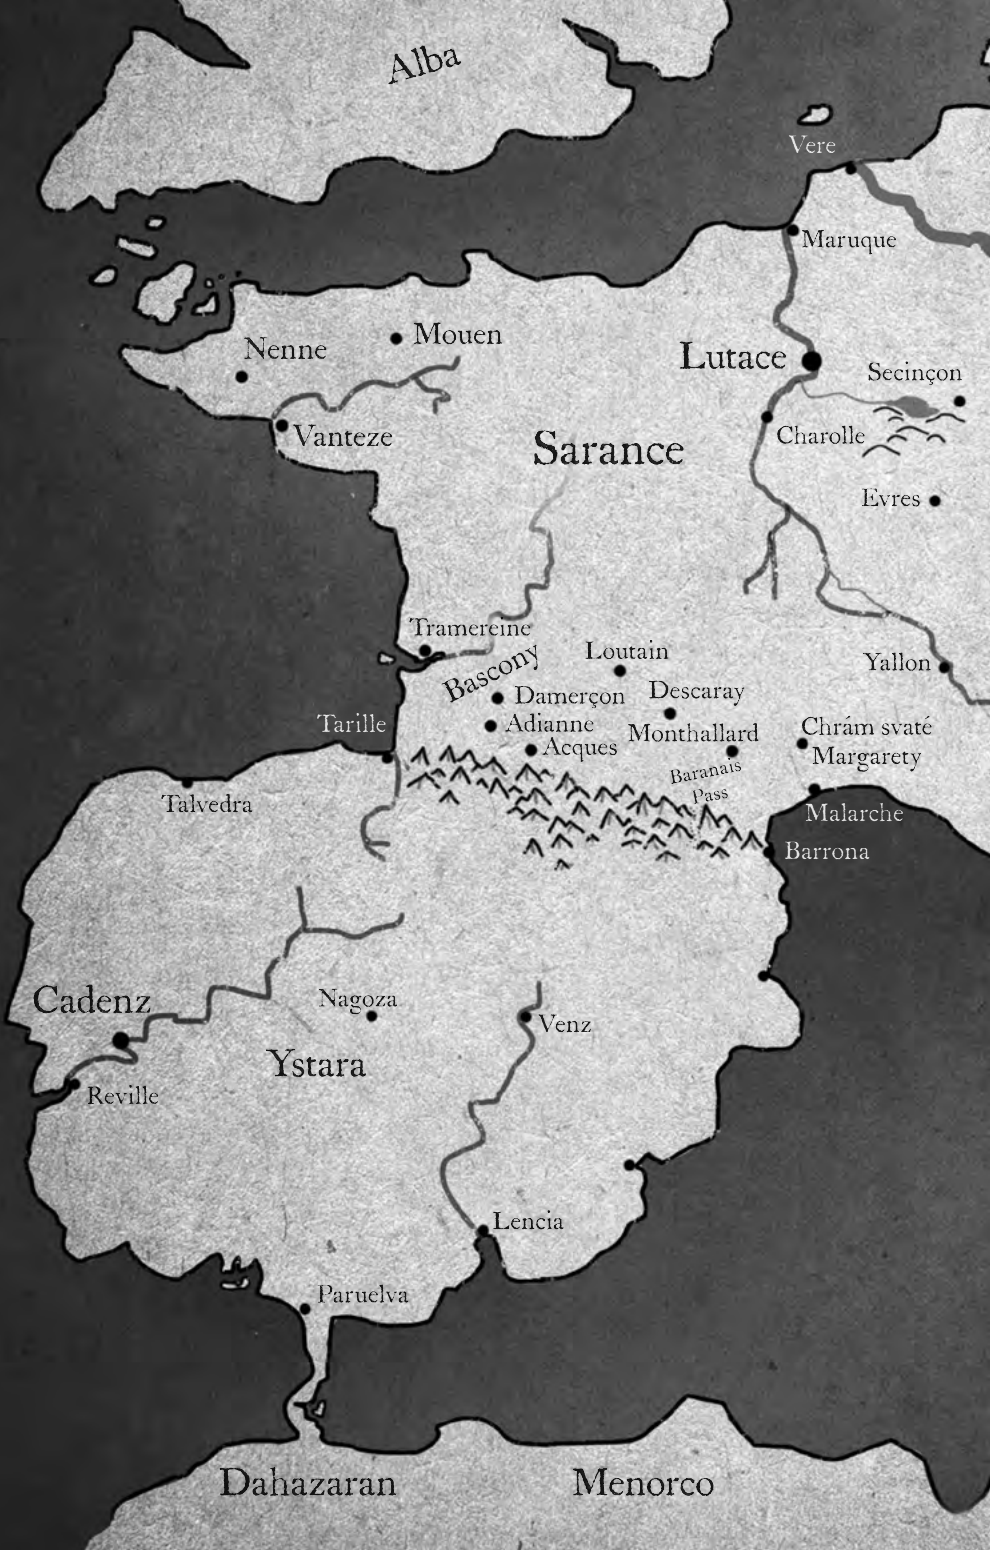 Alba
Vere
Maruque
Mouen
Nenne
Lutace
Secinçon
Vanteze
Charolle
Sarance
Evres
Tramereine
Bascony
Loutain
Yallon
Damerçon
Descaray
Tarille
Adianne
Monthallard
Chrám svaté
Margarety
Acques
Baranais
Pass
Talvedra
Malarche
Barrona
Cadenz
Nagoza
Venz
Ystara
Reville
Lencia
Paruelva
Dahazaran
Menorco